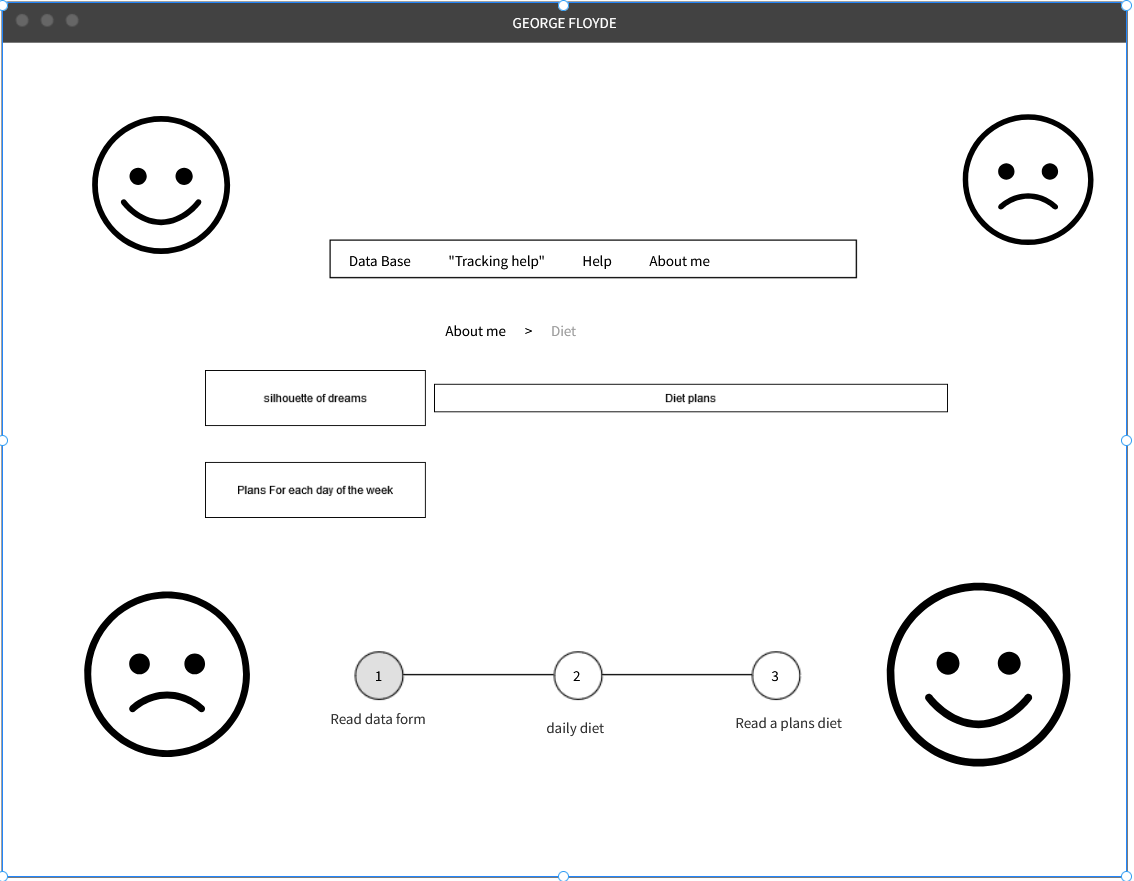 GEORGE FLOYDE
Data Base "Tracking help" Help About me
About me > Diet
silhouette of dreams
Diet plans
Plans For each day of the week
1 2 3
Read data form
daily diet
Read a plans diet